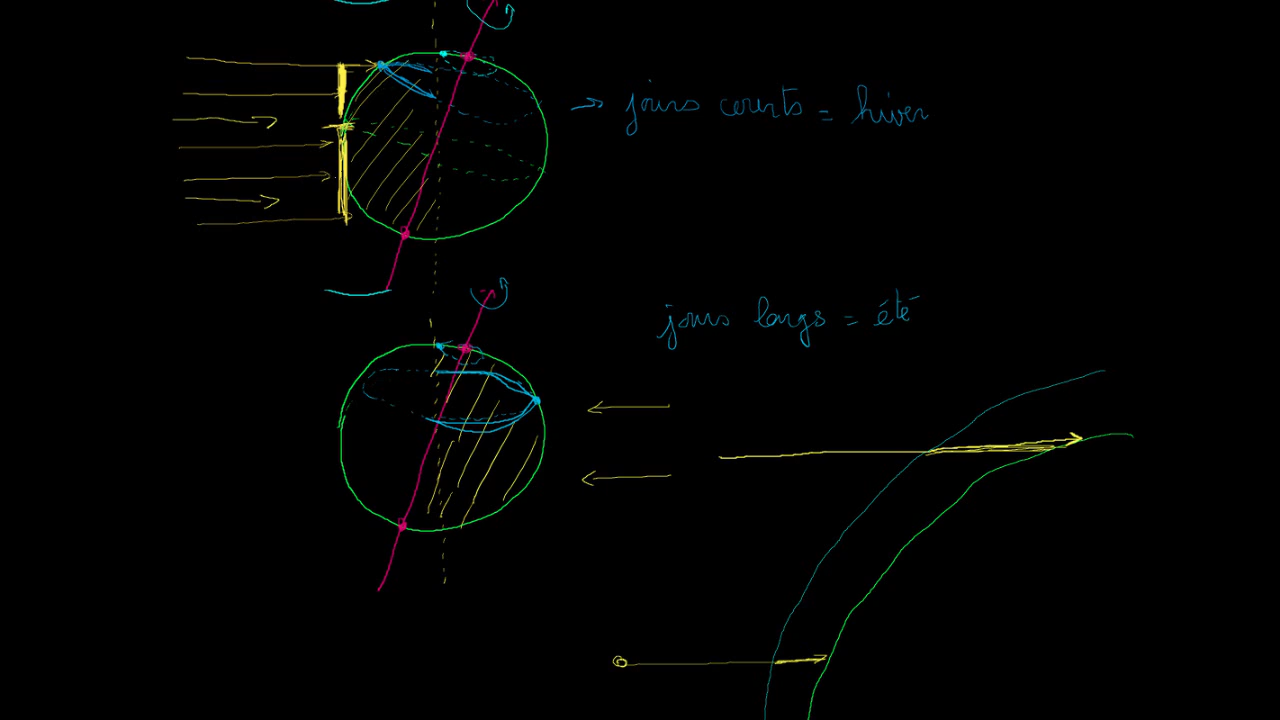 → jours courts = hiver
jours longs = été